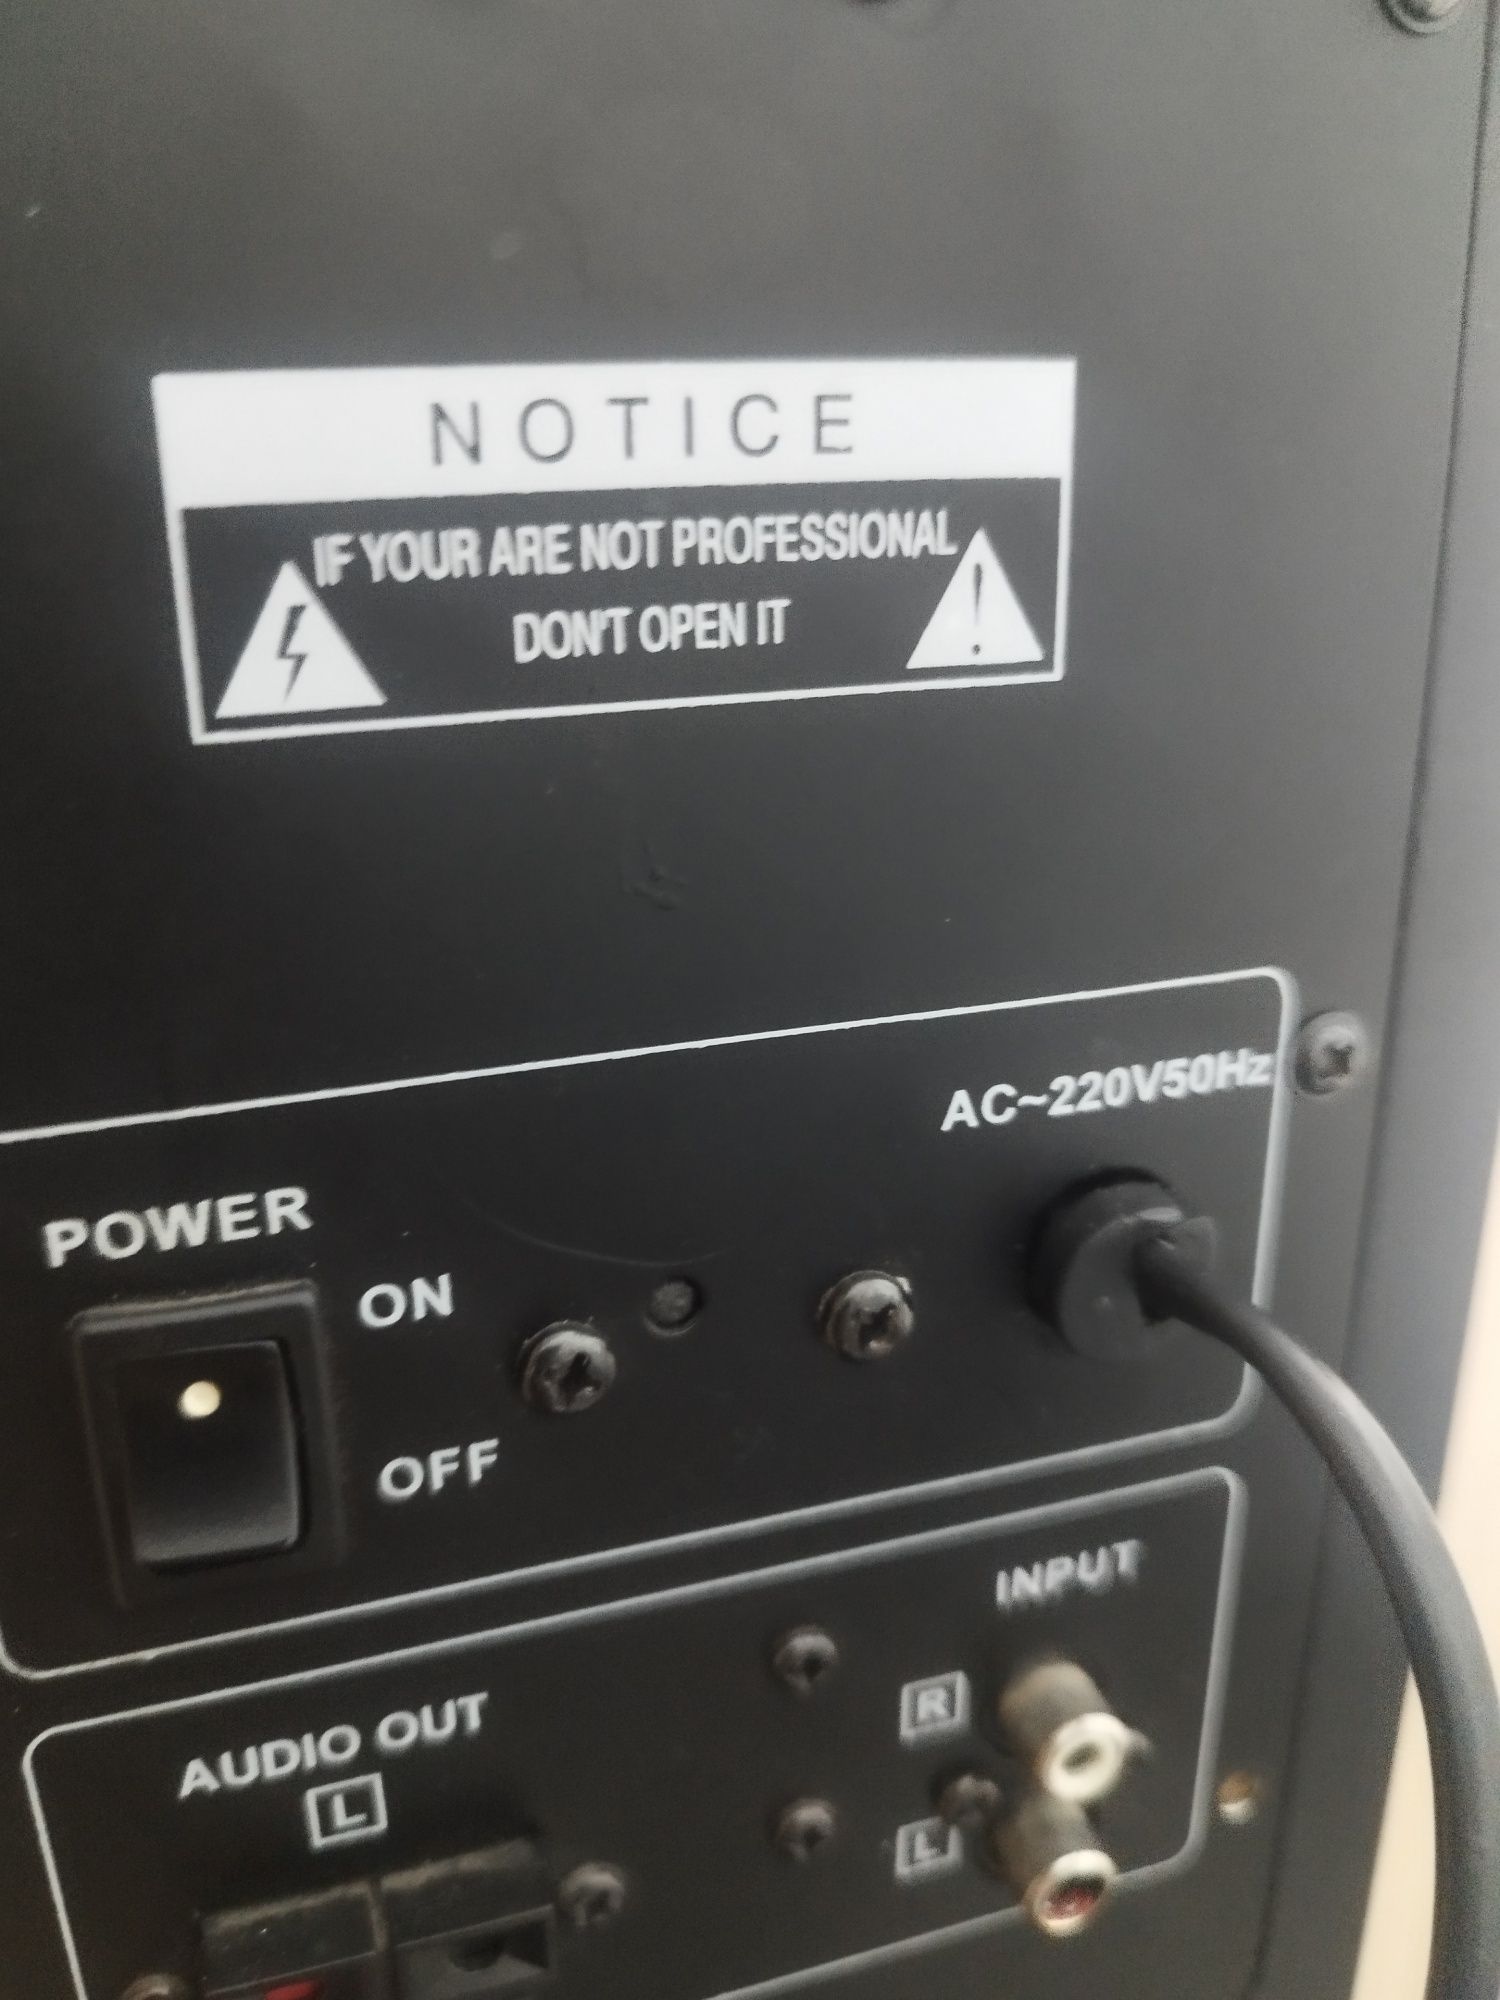 NOTICE
IF YOUR ARE NOT PROFESSIONAL
DON'T OPEN IT
AC~220V50Hz
POWER
ON
OFF
INPUT
AUDIO OUT
R
L
L